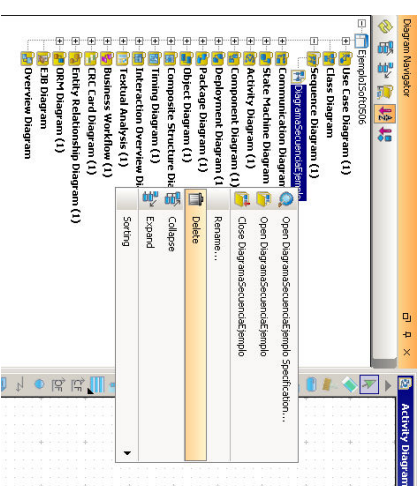 Diagram Navigator
Activity Diagram
EjemploISoft0506
Use Case Diagram (1)
Class Diagram
Sequence Diagram (1)
DiagramaSecuenciaEjemplo
Communication Diagram
State Machine Diagram
Activity Diagram (1)
Component Diagram (1)
Deployment Diagram (1
Package Diagram (1)
Object Diagram (1)
Composite Structure Dia
Timing Diagram (1)
Interaction Overview Di
Textual Analysis (1)
Business Workflow (1)
CRC Card Diagram (1)
Entity Relationship Diagram (1)
ORM Diagram (1)
EJB Diagram
Overview Diagram
Open DiagramaSecuenciaEjemplo Specification...
Open DiagramaSecuenciaEjemplo
Close DiagramaSecuenciaEjemplo
Rename...
Delete
Collapse
Expand
Sorting